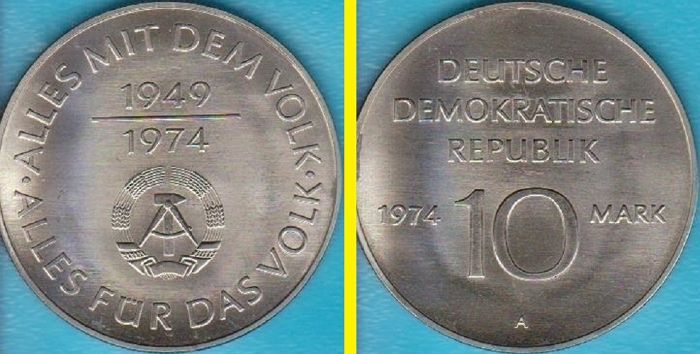 ALLES MIT DEM VOLK · ALLES FÜR DAS VOLK ·
1949
1974
DEUTSCHE
DEMOKRATISCHE
REPUBLIK
1974 10 MARK
A